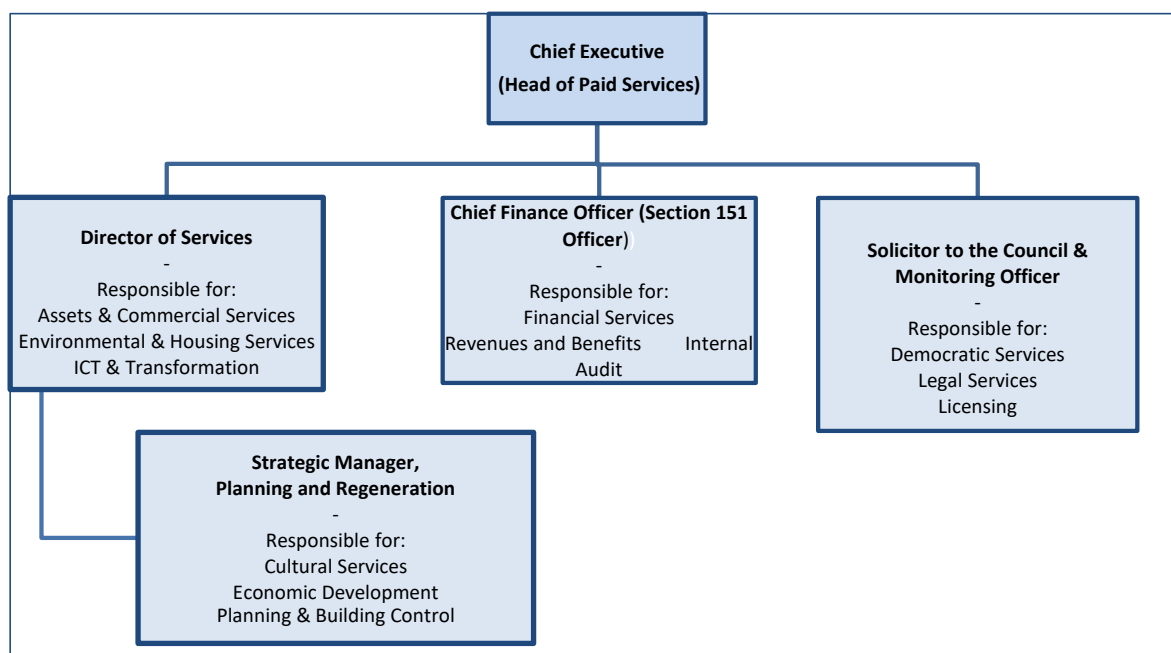 Chief Executive
(Head of Paid Services)
Director of Services
-
Responsible for:
Assets & Commercial Services
Environmental & Housing Services
ICT & Transformation
Chief Finance Officer (Section 151
Officer))
-
Responsible for:
Financial Services
Revenues and Benefits Internal
Audit
Solicitor to the Council &
Monitoring Officer
-
Responsible for:
Democratic Services
Legal Services
Licensing
Strategic Manager,
Planning and Regeneration
-
Responsible for:
Cultural Services
Economic Development
Planning & Building Control